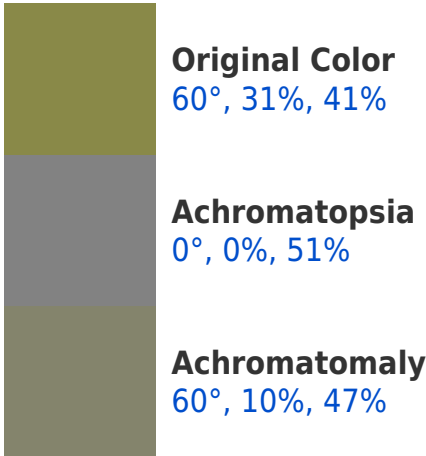 Original Color
60°, 31%, 41%
Achromatopsia
0°, 0%, 51%
Achromatomaly
60°, 10%, 47%